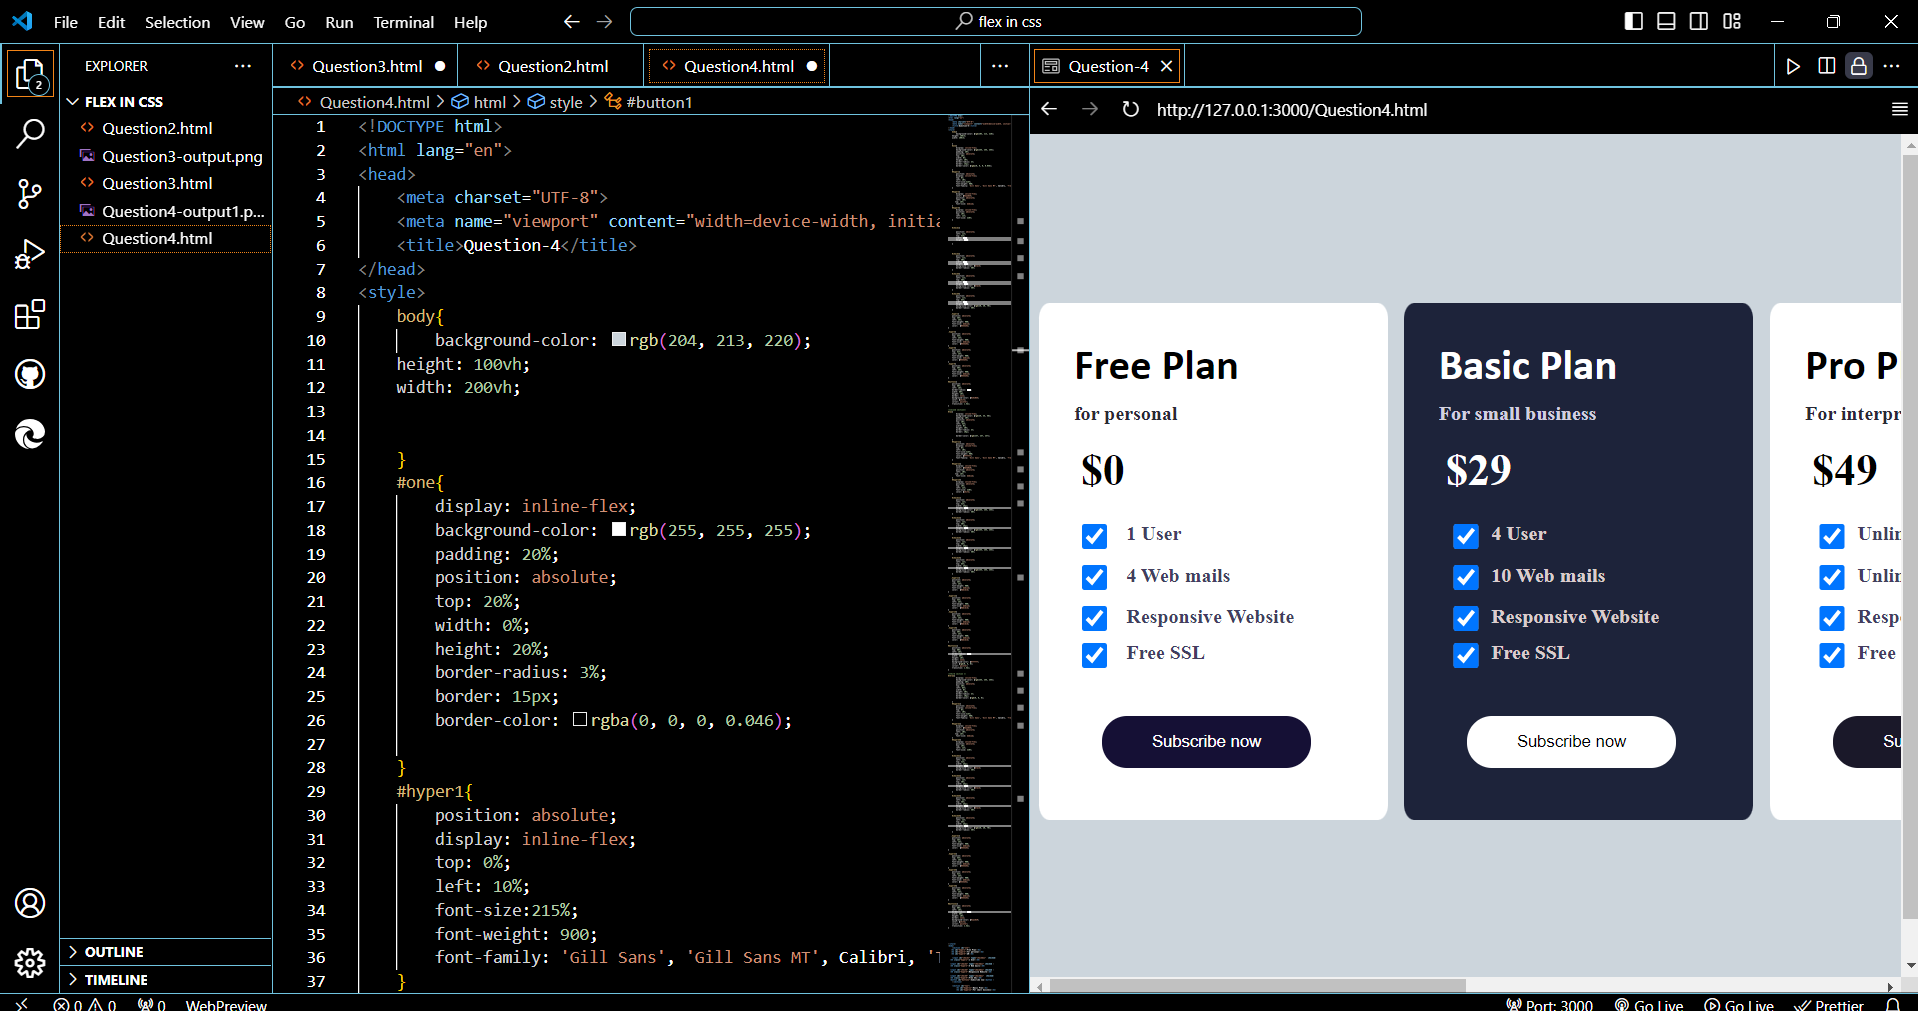 File Edit Selection View Go Run Terminal Help
flex in css
EXPLORER
FLEX IN CSS
Question2.html
Question3-output.png
Question3.html
Question4-output1.p...
Question4.html
OUTLINE
TIMELINE
2
Question3.html
Question2.html
Question4.html
Question4.html > html > style > #button1
1 <!DOCTYPE html>
2 <html lang="en">
3 <head>
4 <meta charset="UTF-8">
5 <meta name="viewport" content="width=device-width, initia
6 <title>Question-4</title>
7 </head>
8 <style>
9 body{
10 background-color: rgb(204, 213, 220);
11 height: 100vh;
12 width: 200vh;
13
14
15 }
16 #one{
17 display: inline-flex;
18 background-color: rgb(255, 255, 255);
19 padding: 20%;
20 position: absolute;
21 top: 20%;
22 width: 0%;
23 height: 20%;
24 border-radius: 3%;
25 border: 15px;
26 border-color: rgba(0, 0, 0, 0.046);
27
28 }
29 #hyper1{
30 position: absolute;
31 display: inline-flex;
32 top: 0%;
33 left: 10%;
34 font-size:215%;
35 font-weight: 900;
36 font-family: 'Gill Sans', 'Gill Sans MT', Calibri, '
37 }
Question-4
http://127.0.0.1:3000/Question4.html
Free Plan
for personal
$0
1 User
4 Web mails
Responsive Website
Free SSL
Subscribe now
Basic Plan
For small business
$29
4 User
10 Web mails
Responsive Website
Free SSL
Subscribe now
Pro P
For interpr
$49
Unlin
Unlin
Resp
Free
Su
0 0 0 WebPreview
Port: 3000 Go Live Go Live Prettier